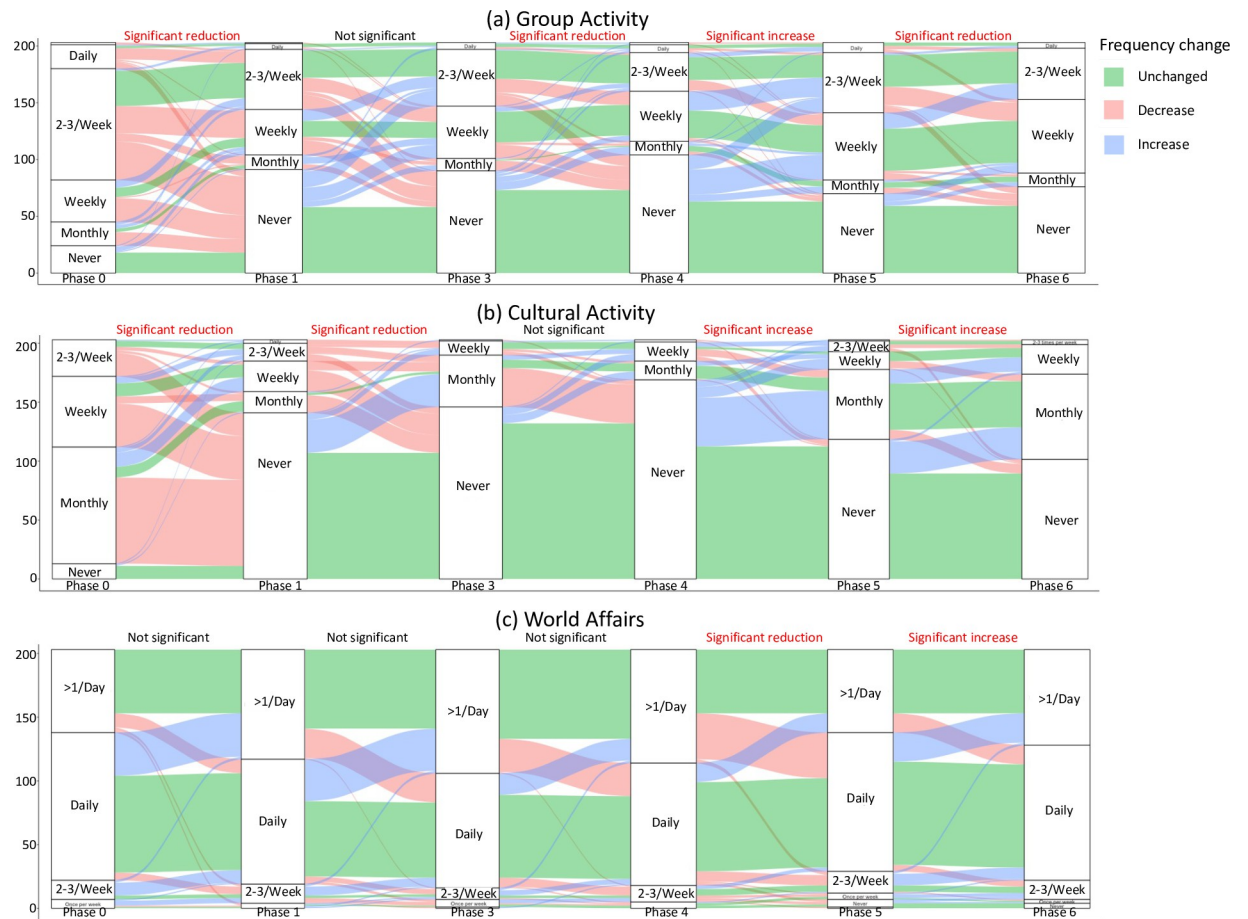 (a) Group Activity
Significant reduction Not significant Significant reduction Significant increase Significant reduction
Frequency change
Unchanged
Decrease
Increase
200
150
100
50
0
Daily 2-3/Week Weekly Monthly Never
Daily 2-3/Week Weekly Monthly Never
Daily 2-3/Week Weekly Monthly Never
Daily 2-3/Week Weekly Monthly Never
Daily 2-3/Week Weekly Monthly Never
Daily 2-3/Week Weekly Monthly Never
Phase 0 Phase 1 Phase 3 Phase 4 Phase 5 Phase 6
(b) Cultural Activity
Significant reduction Significant reduction Not significant Significant increase Significant increase
200
150
100
50
0
2-3/Week Weekly Monthly Never
Daily 2-3/Week Weekly Monthly Never
Weekly Monthly Never
Weekly Monthly Never
2-3/Week Weekly Monthly Never
2-3 times per week Weekly Monthly Never
Phase 0 Phase 1 Phase 3 Phase 4 Phase 5 Phase 6
(c) World Affairs
Not significant Not significant Not significant Significant reduction Significant increase
200
150
100
50
0
>1/Day Daily 2-3/Week Once per week
>1/Day Daily 2-3/Week
>1/Day Daily 2-3/Week
>1/Day Daily 2-3/Week
>1/Day Daily 2-3/Week Once per week Never
>1/Day Daily 2-3/Week Once per week Never
Phase 0 Phase 1 Phase 3 Phase 4 Phase 5 Phase 6